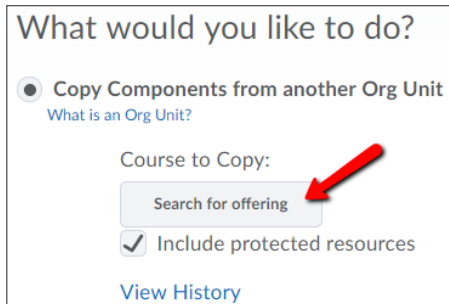 What would you like to do?
Copy Components from another Org Unit
What is an Org Unit?
Course to Copy:
Search for offering
Include protected resources
View History